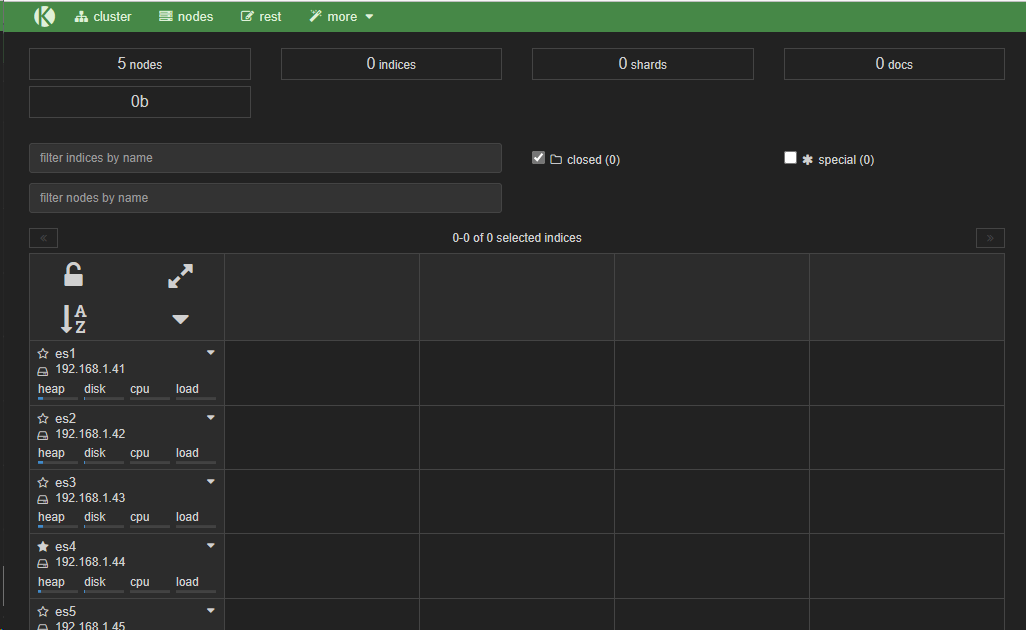 cluster nodes rest more
5 nodes 0 indices 0 shards 0 docs
0b
filter indices by name closed (0) special (0)
filter nodes by name
« 0-0 of 0 selected indices »
A
Z
es1
192.168.1.41
heap disk cpu load
es2
192.168.1.42
heap disk cpu load
es3
192.168.1.43
heap disk cpu load
es4
192.168.1.44
heap disk cpu load
es5
192.168.1.45